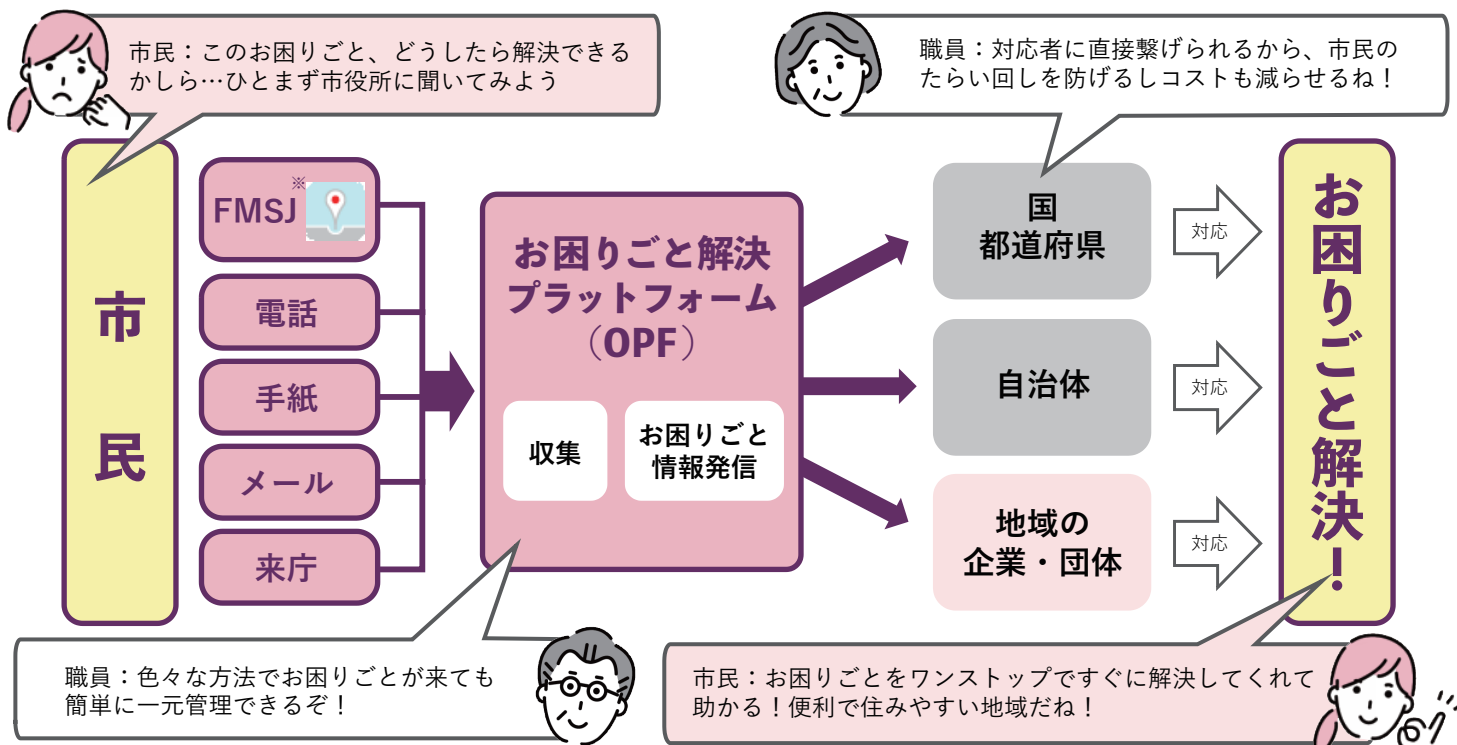 市民：このお困りごと、どうしたら解決できる
かしら…ひとまず市役所に聞いてみよう
職員：対応者に直接繋げられるから、市民の
たらい回しを防げるしコストも減らせるね！
市民
※
FMSJ
電話
手紙
メール
来庁
お困りごと解決
プラットフォーム
（OPF）
収集
お困りごと
情報発信
国
都道府県
対応
自治体
対応
地域の
企業・団体
対応
お困りごと解決！
職員：色々な方法でお困りごとが来ても
簡単に一元管理できるぞ！
市民：お困りごとをワンストップですぐに解決してくれて
助かる！便利で住みやすい地域だね！